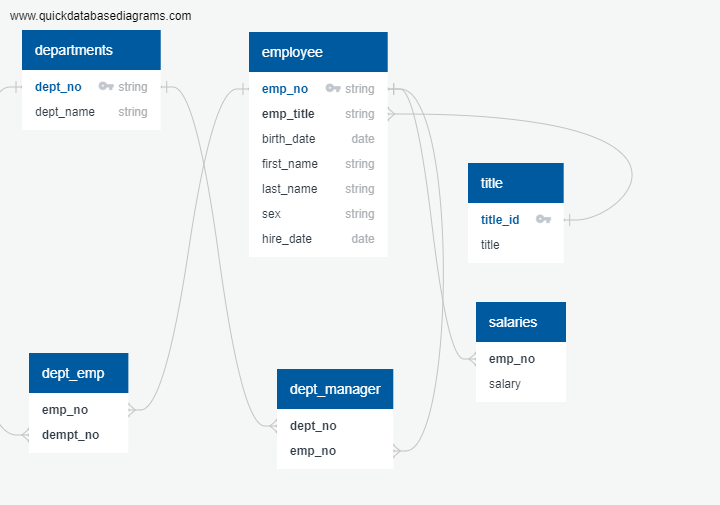 www.quickdatabasediagrams.com
departments
dept_no string
dept_name string
employee
emp_no string
emp_title string
birth_date date
first_name string
last_name string
sex string
hire_date date
title
title_id
title
salaries
emp_no
salary
dept_emp
emp_no
dempt_no
dept_manager
dept_no
emp_no